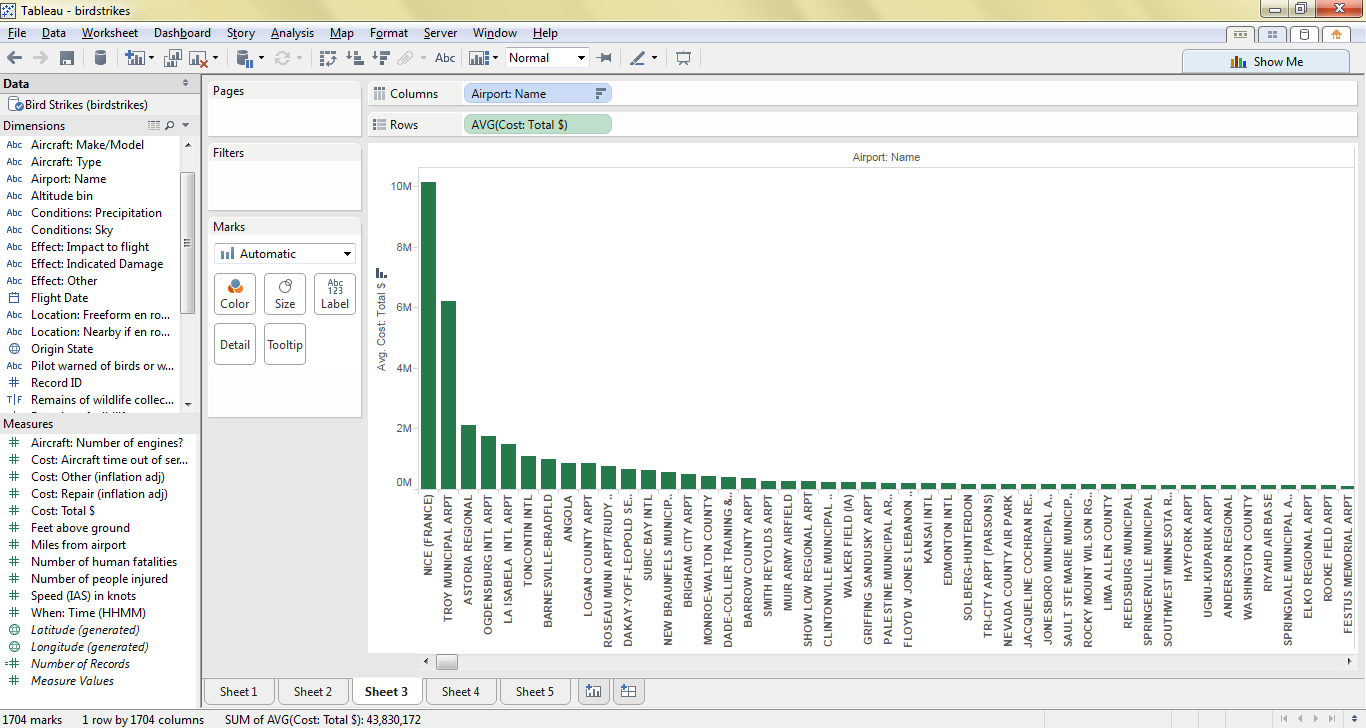 Tableau - birdstrikes
File Data Worksheet Dashboard Story Analysis Map Format Server Window Help
Abc Normal
Show Me
Data
Bird Strikes (birdstrikes)
Dimensions
Abc Aircraft: Make/Model
Abc Aircraft: Type
Abc Airport: Name
Abc Altitude bin
Abc Conditions: Precipitation
Abc Conditions: Sky
Abc Effect: Impact to flight
Abc Effect: Indicated Damage
Abc Effect: Other
Flight Date
Abc Location: Freeform en ro...
Abc Location: Nearby if en ro...
Origin State
Abc Pilot warned of birds or w...
# Record ID
T|F Remains of wildlife collec...
Measures
# Aircraft: Number of engines?
# Cost: Aircraft time out of ser...
# Cost: Other (inflation adj)
# Cost: Repair (inflation adj)
# Cost: Total $
# Feet above ground
# Miles from airport
# Number of human fatalities
# Number of people injured
# Speed (IAS) in knots
# When: Time (HHMM)
Latitude (generated)
Longitude (generated)
=# Number of Records
# Measure Values
Pages
Filters
Marks
Automatic
Color
Size
Abc
123
Label
Detail
Tooltip
Columns Airport: Name
Rows AVG(Cost: Total $)
Airport: Name
Avg. Cost: Total $
10M
8M
6M
4M
2M
0M
NICE (FRANCE)
TROY MUNICIPAL ARPT
ASTORIA REGIONAL
OGDENSBURG INTL ARPT
LA ISABELA INTL ARPT
TONCONTIN INTL
BARNESVILLE-BRADFLD
ANGOLA
LOGAN COUNTY ARPT
ROSEAU MUNI ARPT/RUDY ..
DAKAY-YOFF-LEOPOLD SE..
SUBIC BAY INTL
NEW BRAUNFELS MUNICIP..
BRIGHAM CITY ARPT
MONROE-WALTON COUNTY
DADE-COLLIER TRAINING &..
BARROW COUNTY ARPT
SMITH REYOLDS ARPT
MUIR ARMY AIRFIELD
SHOW LOW REGIONAL ARPT
CLINTONVILLE MUNICIPAL ..
WALKER FIELD (IA)
GRIFFING SANDUSKY ARPT
PALESTINE MUNICIPAL AR..
FLOYD W JONES LEBANON ..
KANSAI INTL
EDMONTON INTL
SOLBERG-HUNTERDON
TRI-CITY ARPT (PARSONS)
NEVADA COUNTY AIR PARK
JACQUELINE COCHRAN RE..
JONESBORO MUNICIPAL A..
SAULT STE MARIE MUNICIP..
ROCKY MOUNT WILSON RG..
LIMA ALLEN COUNTY
REEDSBURG MUNICIPAL
SPRINGERVILLE MUNICIPAL
SOUTHWEST MINNESOTA R..
HAYFORK ARPT
UGNU-KUPARUK ARPT
ANDERSON REGIONAL
WASHINGTON COUNTY
RIYAHD AIR BASE
SPRINGDALE MUNICIPAL A..
ELKO REGIONAL ARPT
ROOKE FIELD ARPT
FESTUS MEMORIAL ARPT
Sheet 1 Sheet 2 Sheet 3 Sheet 4 Sheet 5
1704 marks 1 row by 1704 columns SUM of AVG(Cost: Total $): 43,830,172